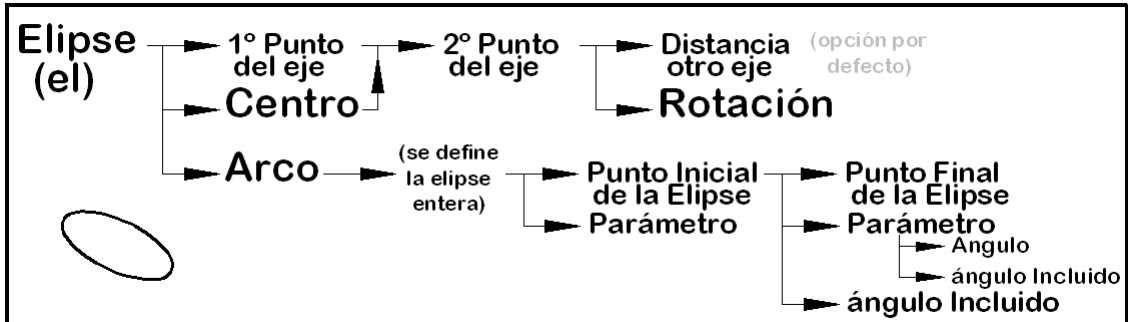 Elipse
(el)
1º Punto
del eje
2º Punto
del eje
Distancia
otro eje
(opción por
defecto)
Centro
Rotación
Arco
(se define
la elipse
entera)
Punto Inicial
de la Elipse
Parámetro
Punto Final
de la Elipse
Parámetro
Angulo
ángulo Incluido
ángulo Incluido